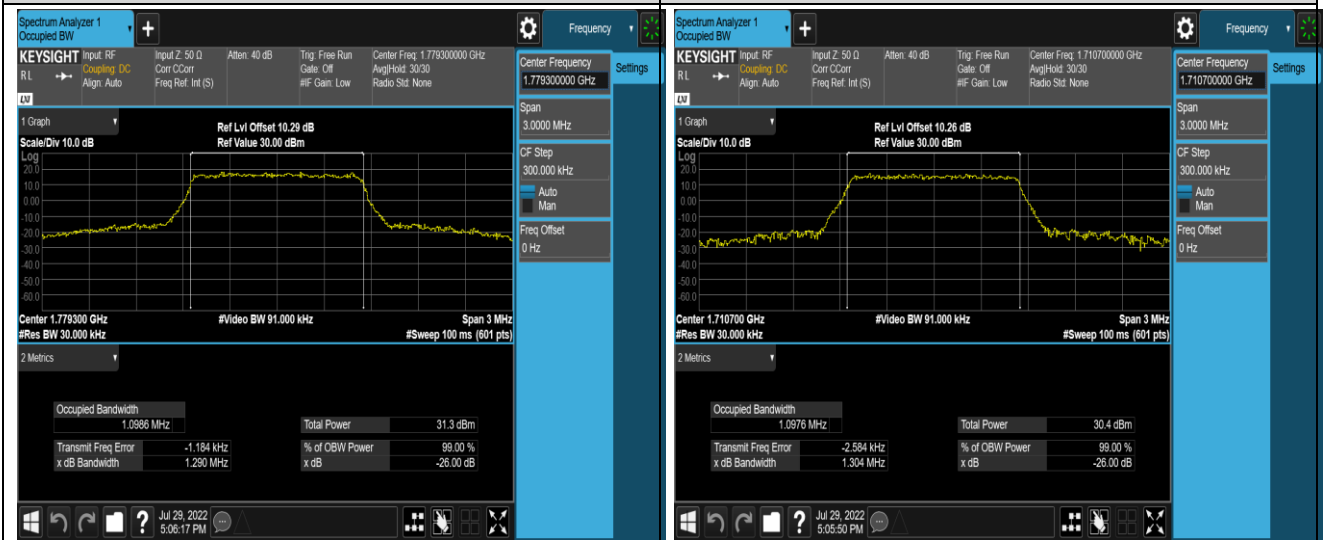 Spectrum Analyzer 1
Occupied BW
+
Frequency
KEYSIGHT Input: RF Input Z: 50 Ω Atten: 40 dB Trig: Free Run Center Freq: 1.779300000 GHz
Coupling: DC Corr CCorr Gate: Off Avg|Hold: 30/30
RL Align: Auto Freq Ref: Int (S) #IF Gain: Low Radio Std: None
LXI
Center Frequency
1.779300000 GHz
Settings
Span
3.0000 MHz
CF Step
300.000 kHz
Auto
Man
Freq Offset
0 Hz
1 Graph
Ref Lvl Offset 10.29 dB
Scale/Div 10.0 dB Ref Value 30.00 dBm
Log
20.0
10.0
0.00
-10.0
-20.0
-30.0
-40.0
-50.0
-60.0
Center 1.779300 GHz #Video BW 91.000 kHz Span 3 MHz
#Res BW 30.000 kHz #Sweep 100 ms (601 pts)
2 Metrics
Occupied Bandwidth
1.0986 MHz Total Power 31.3 dBm
Transmit Freq Error -1.184 kHz % of OBW Power 99.00 %
x dB Bandwidth 1.290 MHz x dB -26.00 dB
? Jul 29, 2022
5:06:17 PM
Spectrum Analyzer 1
Occupied BW
+
Frequency
KEYSIGHT Input: RF Input Z: 50 Ω Atten: 40 dB Trig: Free Run Center Freq: 1.710700000 GHz
Coupling: DC Corr CCorr Gate: Off Avg|Hold: 30/30
RL Align: Auto Freq Ref: Int (S) #IF Gain: Low Radio Std: None
LXI
Center Frequency
1.710700000 GHz
Settings
Span
3.0000 MHz
CF Step
300.000 kHz
Auto
Man
Freq Offset
0 Hz
1 Graph
Ref Lvl Offset 10.26 dB
Scale/Div 10.0 dB Ref Value 30.00 dBm
Log
20.0
10.0
0.00
-10.0
-20.0
-30.0
-40.0
-50.0
-60.0
Center 1.710700 GHz #Video BW 91.000 kHz Span 3 MHz
#Res BW 30.000 kHz #Sweep 100 ms (601 pts)
2 Metrics
Occupied Bandwidth
1.0976 MHz Total Power 30.4 dBm
Transmit Freq Error -2.584 kHz % of OBW Power 99.00 %
x dB Bandwidth 1.304 MHz x dB -26.00 dB
? Jul 29, 2022
5:05:50 PM